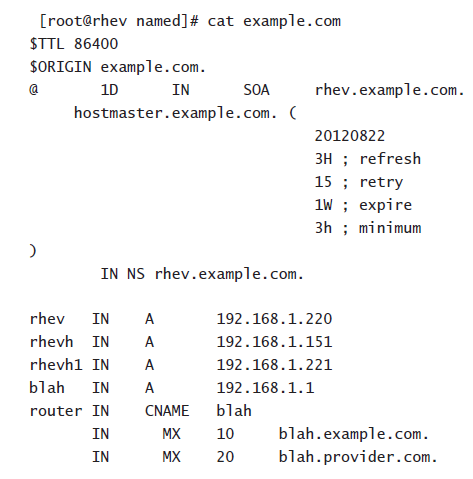 [root@rhev named]# cat example.com
$TTL 86400
$ORIGIN example.com.
@ 1D IN SOA rhev.example.com.
hostmaster.example.com. (
20120822
3H ; refresh
15 ; retry
1W ; expire
3h ; minimum
)
IN NS rhev.example.com.
rhev IN A 192.168.1.220
rhevh IN A 192.168.1.151
rhevh1 IN A 192.168.1.221
blah IN A 192.168.1.1
router IN CNAME blah
IN MX 10 blah.example.com.
IN MX 20 blah.provider.com.